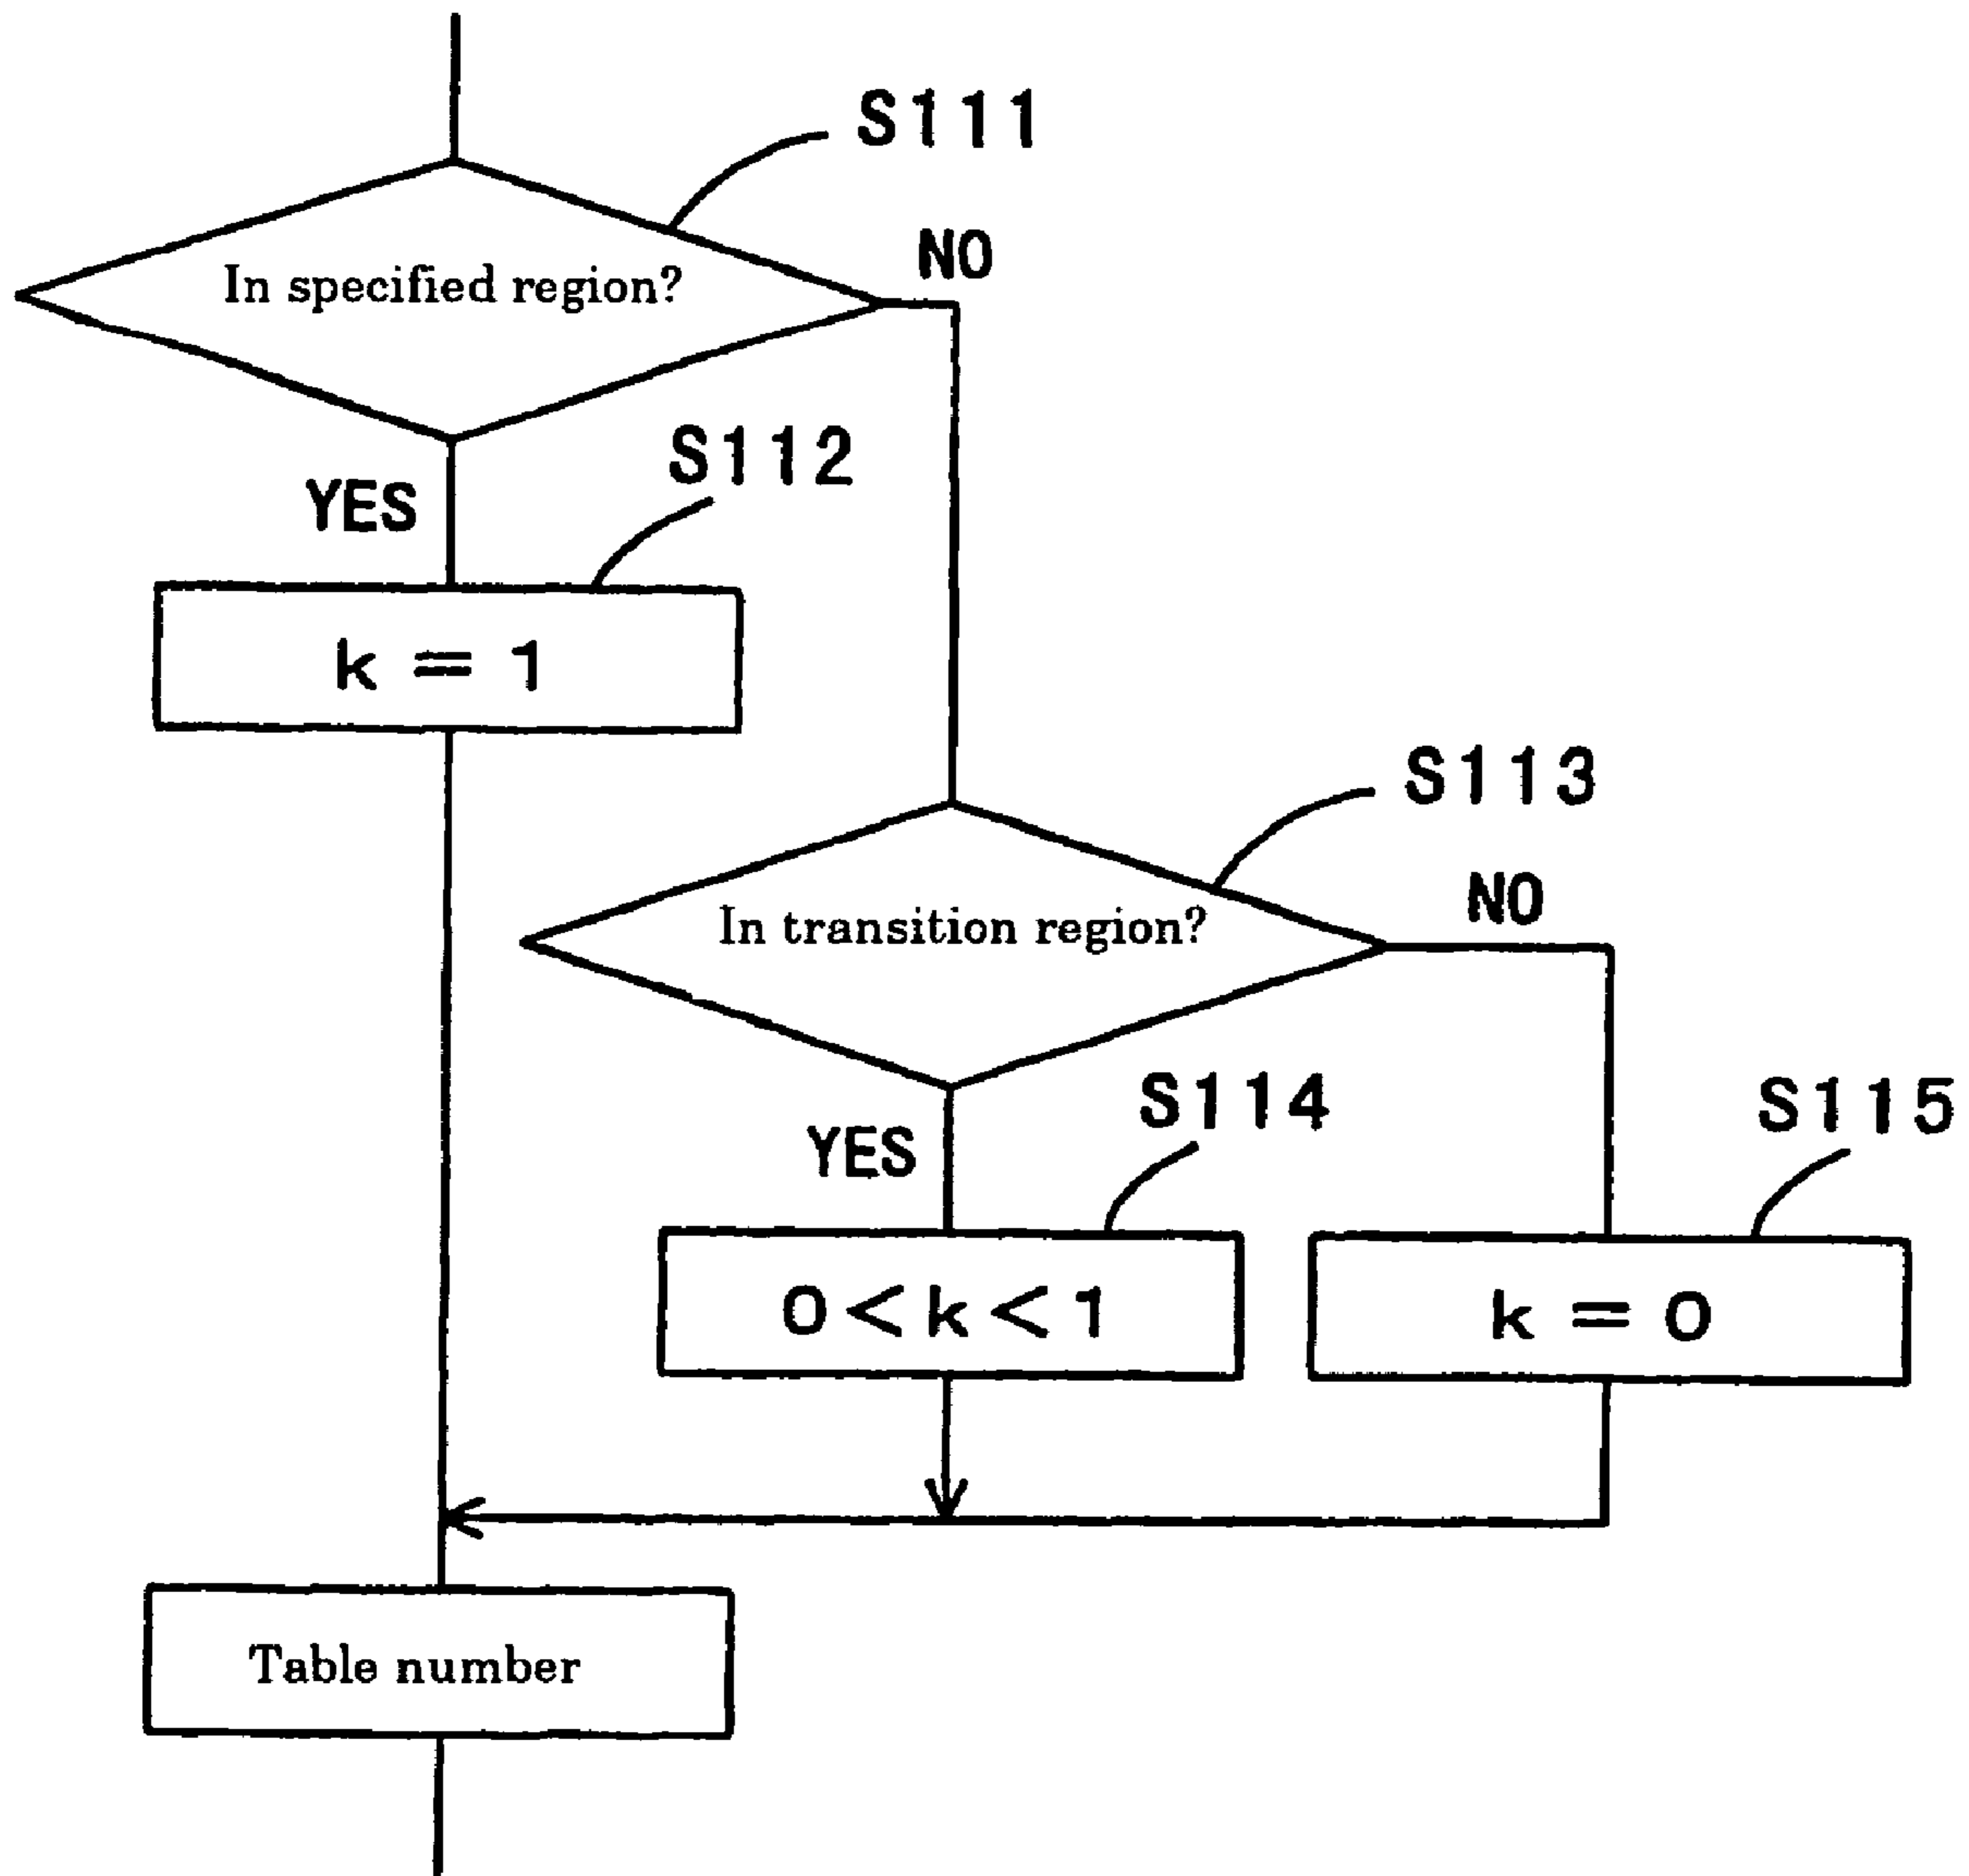 S111
In specified region?
NO
S112
YES
k = 1
S113
In transition region?
NO
S114
S115
YES
0 < k < 1
k = 0
Table number